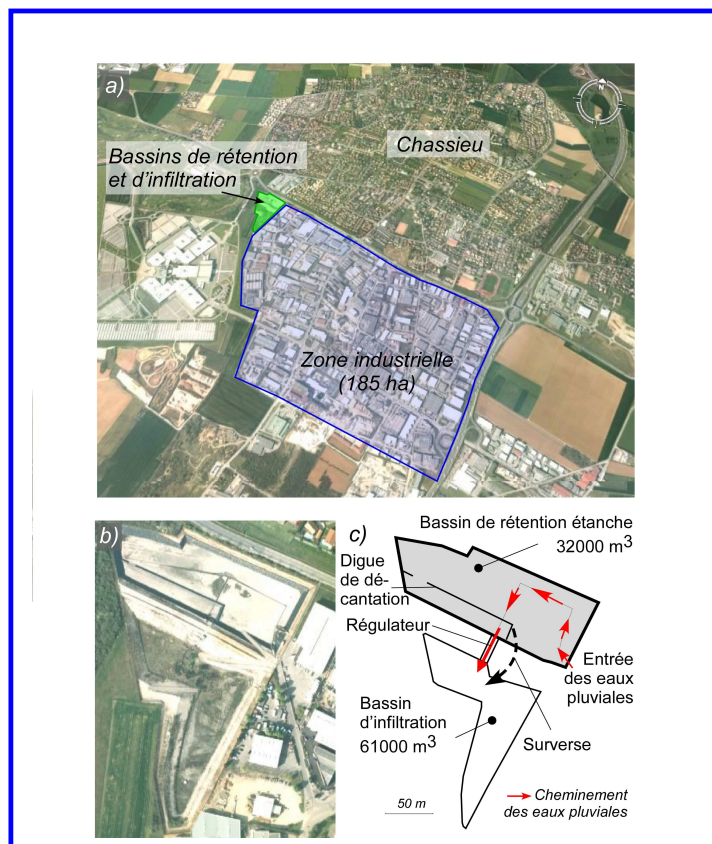 a)
N
Chassieu
Bassins de rétention
et d'infiltration
Zone industrielle
(185 ha)
b)
c)
Bassin de rétention étanche
32000 m3
Digue
de dé-
cantation
Régulateur
Entrée
des eaux
pluviales
Bassin
d'infiltration
61000 m3
Surverse
50 m
Cheminement
des eaux pluviales